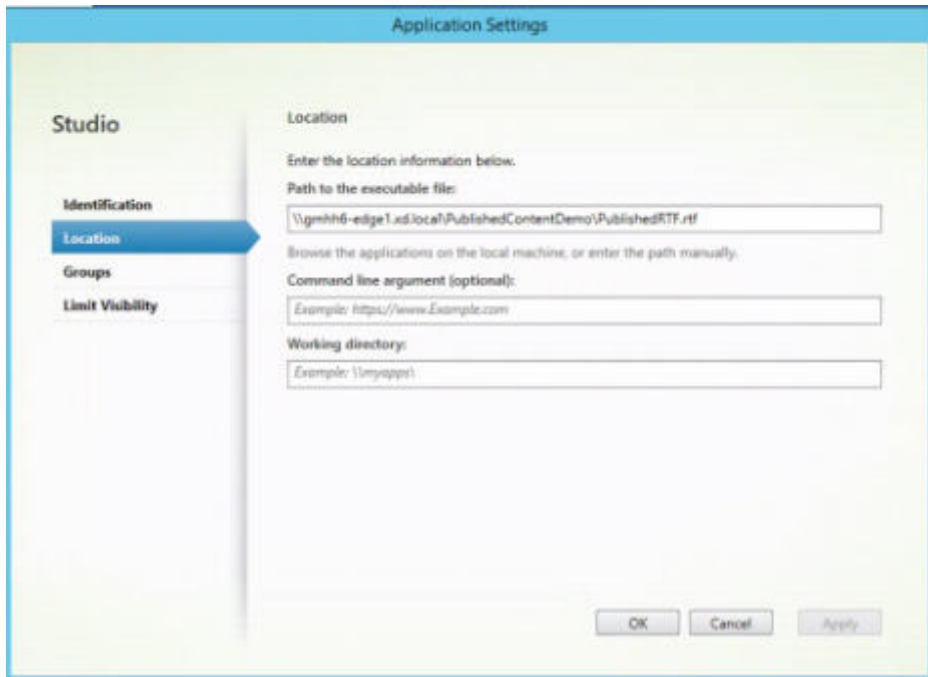 Application Settings
Studio
Identification
Location
Groups
Limit Visibility
Location
Enter the location information below.
Path to the executable file:
\\gmhh6-edge1.xd.local\PublishedContentDemo\PublishedRTF.rtf
Browse the applications on the local machine, or enter the path manually.
Command line argument (optional):
Example: https://www.Example.com
Working directory:
Example: \\myapps\
OK
Cancel
Apply